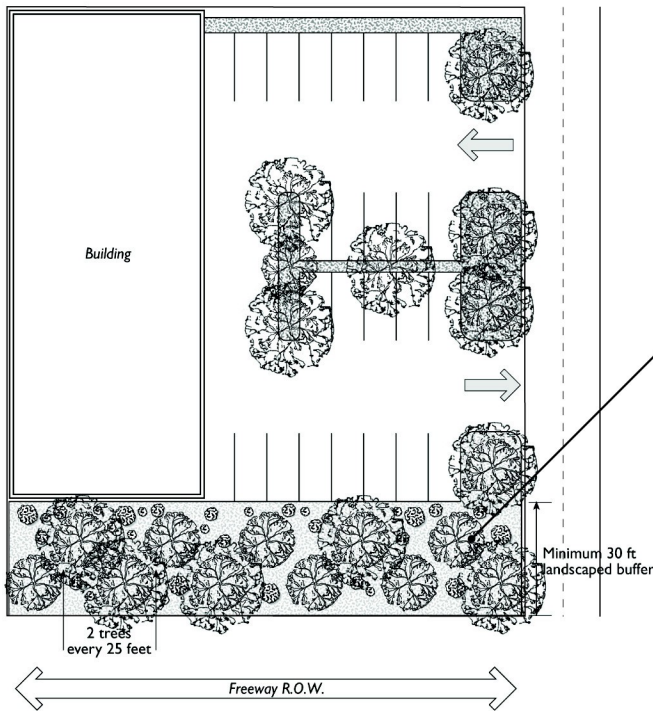 Building
Minimum 30 ft
landscaped buffer
2 trees
every 25 feet
Freeway R.O.W.